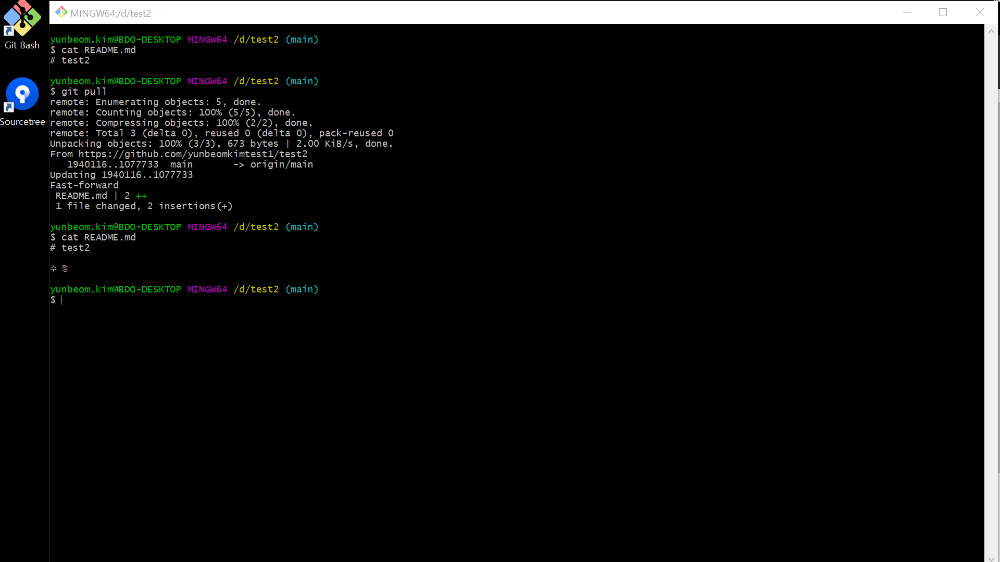 MINGW64:/d/test2
Git Bash
Sourcetree
yunbeom.kim@BDO-DESKTOP MINGW64 /d/test2 (main)
$ cat README.md
# test2
yunbeom.kim@BDO-DESKTOP MINGW64 /d/test2 (main)
$ git pull
remote: Enumerating objects: 5, done.
remote: Counting objects: 100% (5/5), done.
remote: Compressing objects: 100% (2/2), done.
remote: Total 3 (delta 0), reused 0 (delta 0), pack-reused 0
Unpacking objects: 100% (3/3), 673 bytes | 2.00 KiB/s, done.
From https://github.com/yunbeomkimtest1/test2
   1940116..1077733  main       -> origin/main
Updating 1940116..1077733
Fast-forward
 README.md | 2 ++
 1 file changed, 2 insertions(+)
yunbeom.kim@BDO-DESKTOP MINGW64 /d/test2 (main)
$ cat README.md
# test2
수 정
yunbeom.kim@BDO-DESKTOP MINGW64 /d/test2 (main)
$